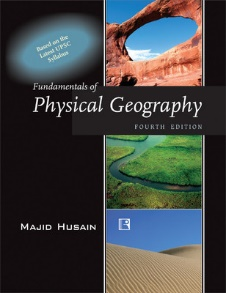 Based on the
Latest UPSC
Syllabus
Fundamentals of
Physical Geography
FOURTH EDITION
MAJID HUSAIN